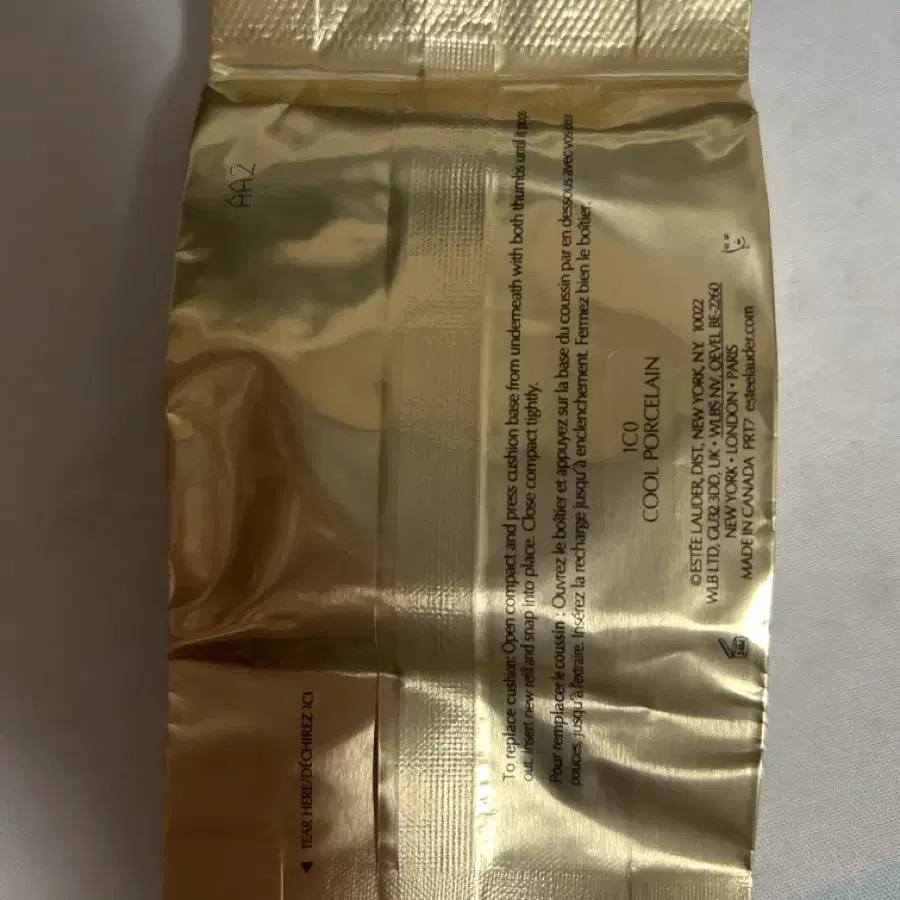 AA2
TEAR HERE/DÉCHIREZ ICI
To replace cushion: Open compact and press cushion base from underneath with both thumbs until it pops
out. Insert new refill and snap into place. Close compact tightly.
Pour remplacer le coussin : Ouvrez le boîtier et appuyez sur la base du coussin par en dessous avec vos
pouces, jusqu'à l'extraire. Insérez la recharge jusqu'à enclenchement. Fermez bien le boîtier.
1C0
COOL PORCELAIN
©ESTÉE LAUDER, DIST., NEW YORK, N.Y. 10022
WLB LTD, GU32 3DD, UK • WLBS NV, OEVEL BE-2260
NEW YORK • LONDON • PARIS
MADE IN CANADA PRT7 esteelauder.com